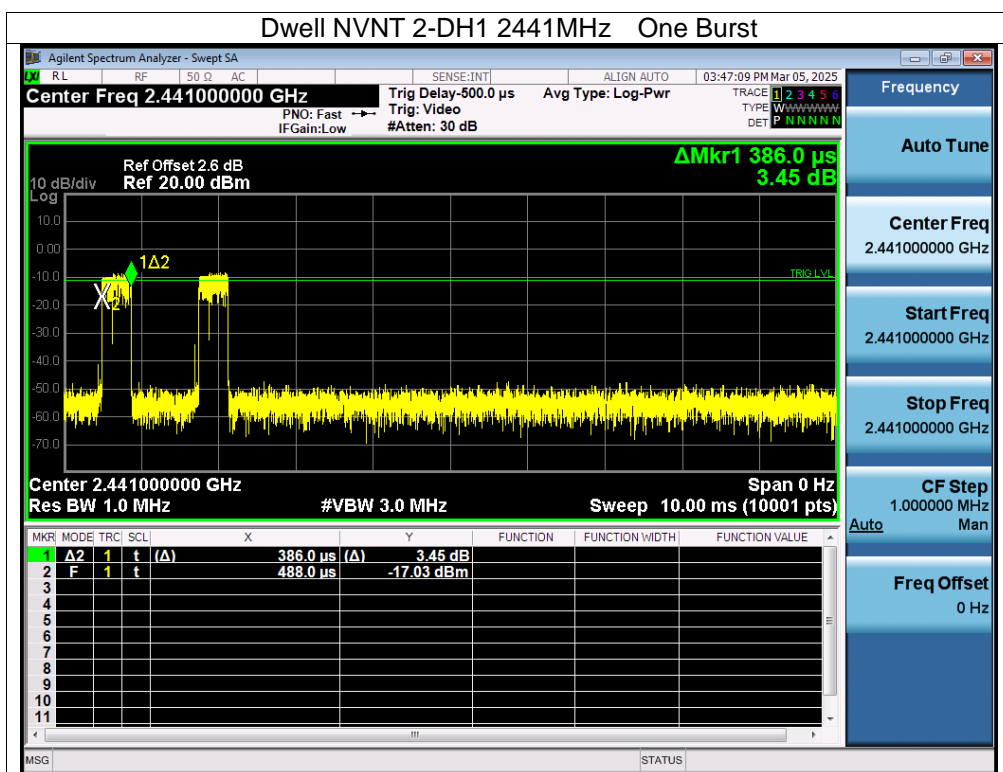 Dwell NVNT 2-DH1 2441MHz One Burst
Agilent Spectrum Analyzer - Swept SA
LXI RL RF 50 Ω AC SENSE:INT ALIGN AUTO 03:47:09 PM Mar 05, 2025
Center Freq 2.441000000 GHz
PNO: Fast
IFGain:Low
Trig Delay-500.0 µs
Trig: Video
#Atten: 30 dB
Avg Type: Log-Pwr
TRACE 1 2 3 4 5 6
TYPE WWWWWWW
DET P N N N N N
Frequency
Auto Tune
Center Freq
2.441000000 GHz
Start Freq
2.441000000 GHz
Stop Freq
2.441000000 GHz
CF Step
1.000000 MHz
Auto Man
Freq Offset
0 Hz
ΔMkr1 386.0 µs
3.45 dB
Ref Offset 2.6 dB
10 dB/div Ref 20.00 dBm
Log
10.0
0.00
-10.0
-20.0
-30.0
-40.0
-50.0
-60.0
-70.0
1Δ2
X2
TRIG LVL
Center 2.441000000 GHz Span 0 Hz
Res BW 1.0 MHz #VBW 3.0 MHz Sweep 10.00 ms (10001 pts)
MKR MODE TRC SCL X Y FUNCTION FUNCTION WIDTH FUNCTION VALUE
1 Δ2 1 t (Δ) 386.0 µs (Δ) 3.45 dB
2 F 1 t 488.0 µs -17.03 dBm
3
4
5
6
7
8
9
10
11
MSG STATUS